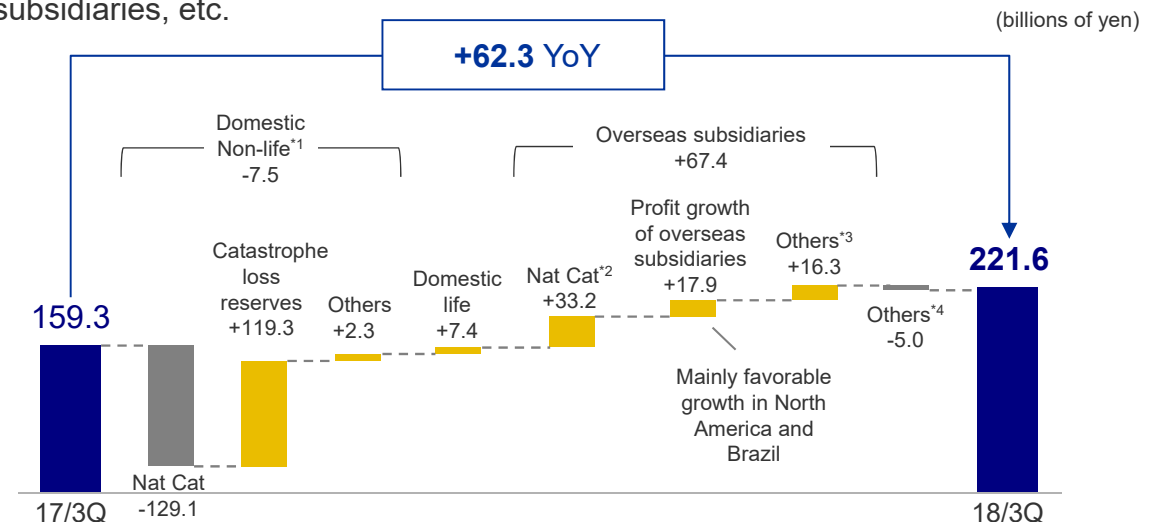 subsidiaries, etc.
(billions of yen)
+62.3 YoY
Domestic
Non-life*1
-7.5
Overseas subsidiaries
+67.4
159.3
Nat Cat
-129.1
Catastrophe
loss
reserves
+119.3
Others
+2.3
Domestic
life
+7.4
Nat Cat*2
+33.2
Profit growth
of overseas
subsidiaries
+17.9
Mainly favorable
growth in North
America and
Brazil
Others*3
+16.3
Others*4
-5.0
221.6
17/3Q
18/3Q